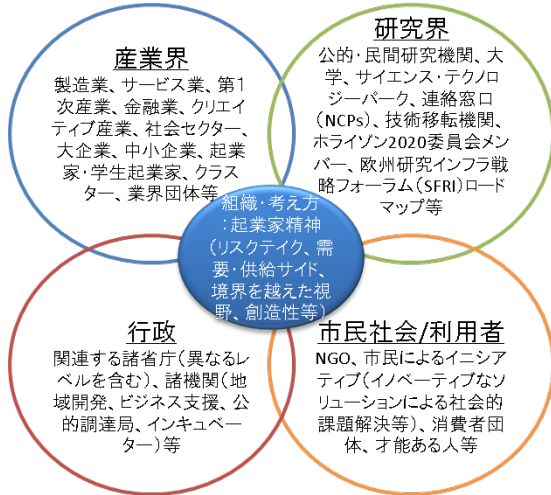 産業界
製造業、サービス業、第1
次産業、金融業、クリエイ
ティブ産業、社会セクター、
大企業、中小企業、起業
家・学生起業家、クラス
ター、業界団体等
研究界
公的・民間研究機関、大
学、サイエンス・テクノロ
ジーパーク、連絡窓口
(NCPs)、技術移転機関、
ホライゾン2020委員会メン
バー、欧州研究インフラ戦
略フォーラム(SFRI)ロード
マップ等
組織・考え方
：起業家精神
(リスクテイク、需
要・供給サイド、
境界を越えた視
野、創造性等)
行政
関連する諸省庁(異なるレ
ベルを含む)、諸機関(地
域開発、ビジネス支援、公
的調達局、インキュベー
ター)等
市民社会/利用者
NGO、市民によるイニシア
ティブ(イノベーティブなソ
リューションによる社会的
課題解決等)、消費者団
体、才能ある人等